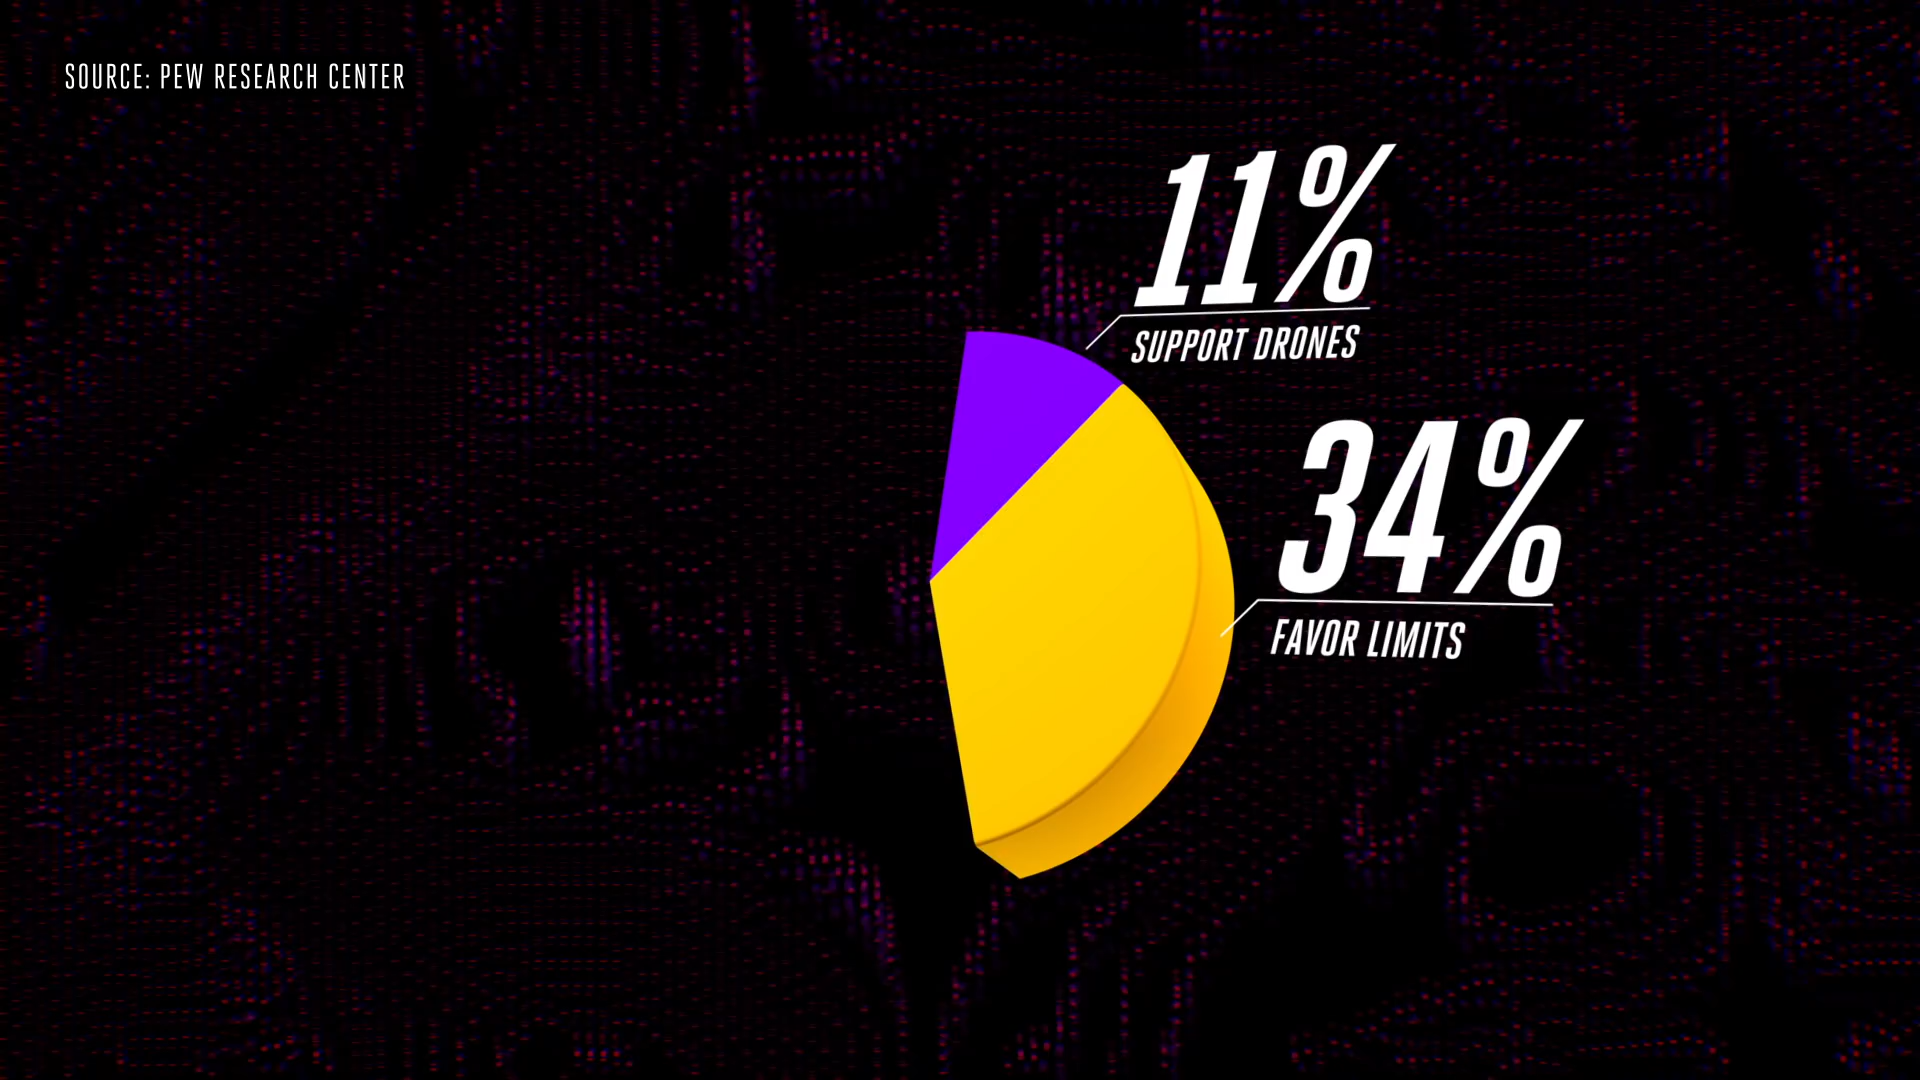 SOURCE: PEW RESEARCH CENTER
11%
SUPPORT DRONES
34%
FAVOR LIMITS